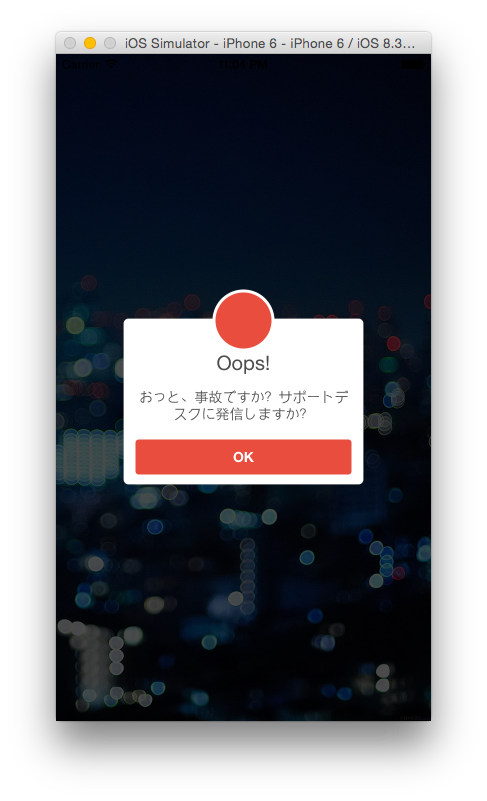 iOS Simulator - iPhone 6 - iPhone 6 / iOS 8.3...
Carrier
Oops!
おっと、事故ですか? サポートデ
スクに発信しますか?
OK